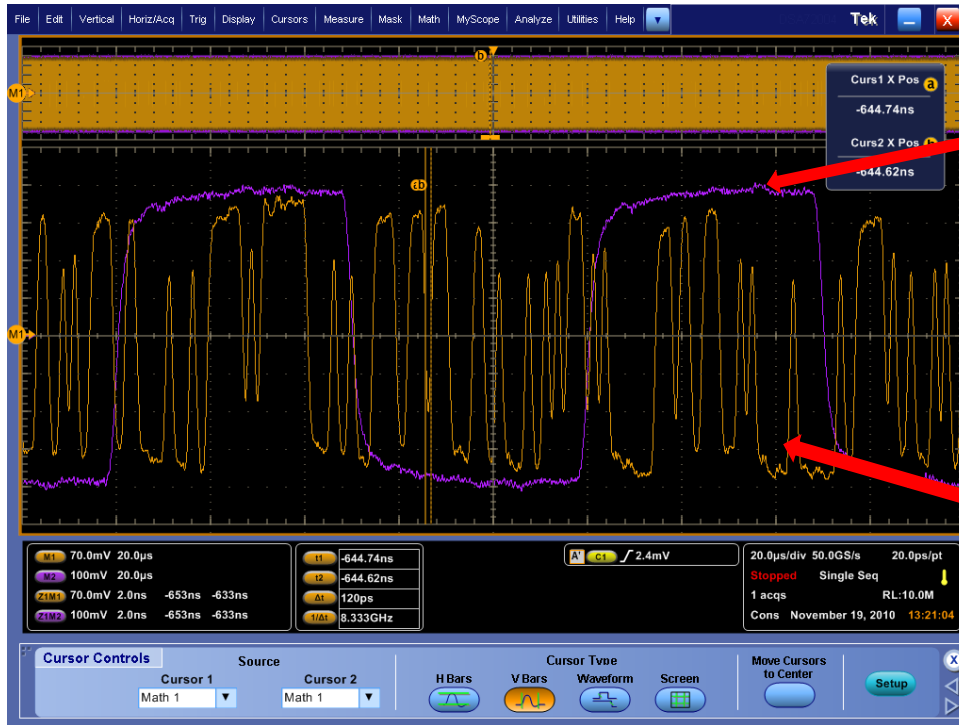 File Edit Vertical Horiz/Acq Trig Display Cursors Measure Mask Math MyScope Analyze Utilities Help Tek X
b
M1
Curs1 X Pos a
-644.74ns
Curs2 X Pos
-644.62ns
ab
M1
M1 70.0mV 20.0µs
M2 100mV 20.0µs
Z1M1 70.0mV 2.0ns -653ns -633ns
Z1M2 100mV 2.0ns -653ns -633ns
t1 -644.74ns
t2 -644.62ns
Δt 120ps
1/Δt 8.333GHz
A' C1 2.4mV
20.0µs/div 50.0GS/s 20.0ps/pt
Stopped Single Seq
1 acqs RL:10.0M
Cons November 19, 2010 13:21:04
Cursor Controls
Source
Cursor 1
Math 1
Cursor 2
Math 1
Cursor Type
H Bars V Bars Waveform Screen
Move Cursors
to Center
Setup
X